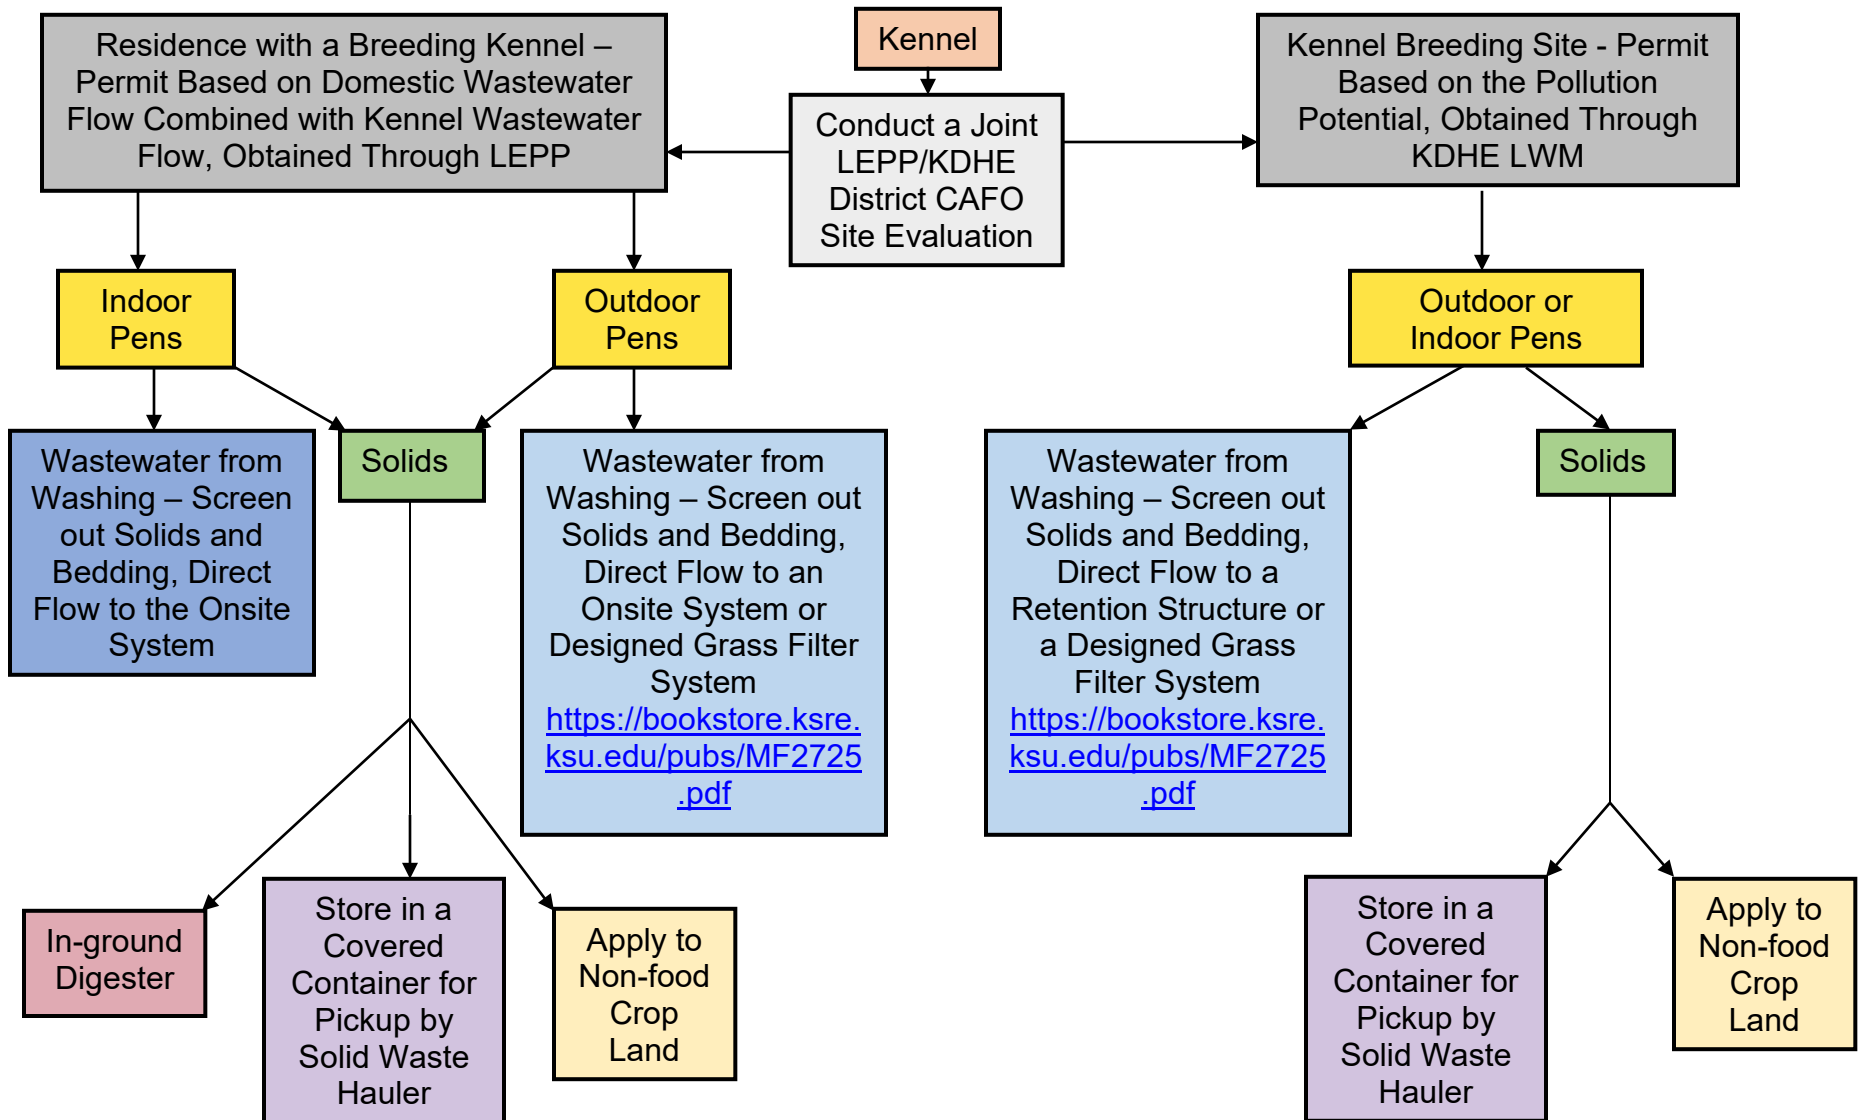 Residence with a Breeding Kennel –
Permit Based on Domestic Wastewater
Flow Combined with Kennel Wastewater
Flow, Obtained Through LEPP
Kennel
Conduct a Joint
LEPP/KDHE
District CAFO
Site Evaluation
Kennel Breeding Site - Permit
Based on the Pollution
Potential, Obtained Through
KDHE LWM
Indoor
Pens
Outdoor
Pens
Outdoor or
Indoor Pens
Wastewater from
Washing – Screen
out Solids and
Bedding, Direct
Flow to the Onsite
System
Solids
Wastewater from
Washing – Screen out
Solids and Bedding,
Direct Flow to an
Onsite System or
Designed Grass Filter
System
https://bookstore.ksre.
ksu.edu/pubs/MF2725
.pdf
Wastewater from
Washing – Screen out
Solids and Bedding,
Direct Flow to a
Retention Structure or
a Designed Grass
Filter System
https://bookstore.ksre.
ksu.edu/pubs/MF2725
.pdf
Solids
In-ground
Digester
Store in a
Covered
Container for
Pickup by
Solid Waste
Hauler
Apply to
Non-food
Crop
Land
Store in a
Covered
Container for
Pickup by
Solid Waste
Hauler
Apply to
Non-food
Crop
Land